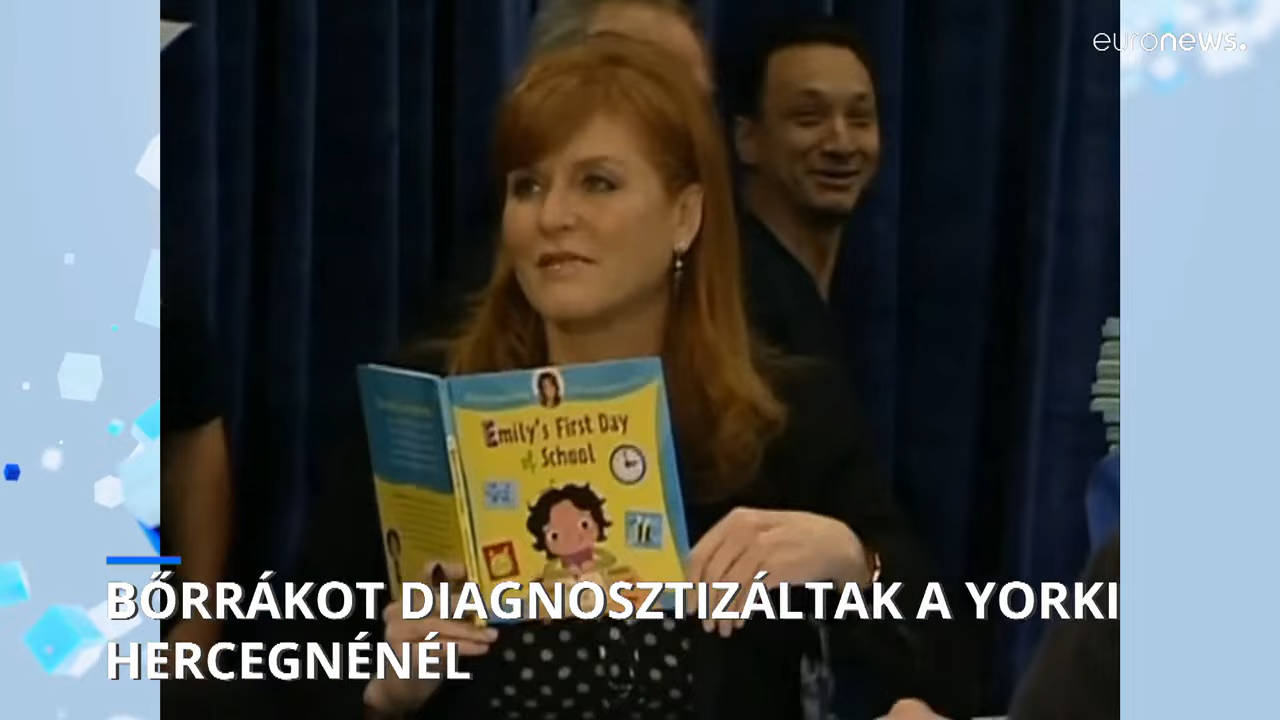 euronews.
Emily's First Day
of School
BŐRRÁKOT DIAGNOSZTIZÁLTAK A YORKI
HERCEGNÉNÉL